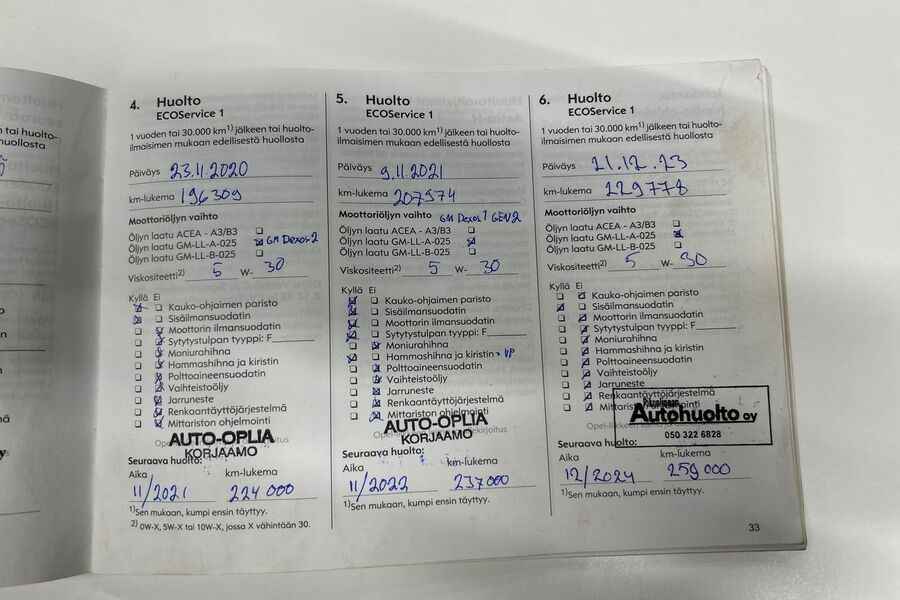 4. Huolto
ECOService 1
1 vuoden tai 30.000 km1) jälkeen tai huolto-
ilmaisimen mukaan edellisestä huollosta
Päiväys 23.11.2020
km-lukema 196309
Öljyn laatu ACEA - A3/B3
Öljyn laatu GM-LL-A-025 GM Dexos 2
Öljyn laatu GM-LL-B-025
Viskositeetti2) 5 W- 30
Kyllä Ei
Kauko-ohjaimen paristo
Sisäilmansuodatin
Moottorin ilmansuodatin
Sytytystulpan tyyppi: F
Moniurahihna
Hammashihna ja kiristin
Polttoaineensuodatin
Vaihteistoöljy
Jarruneste
Renkaantäyttöjärjestelmä
Mittariston ohjelmointi
AUTO-OPLIA
KORJAAMO
Seuraava huolto:
Aika km-lukema
11/2021 224 000
1)Sen mukaan, kumpi ensin täyttyy.
2) 0W-X, 5W-X tai 10W-X, jossa X vähintään 30.
5. Huolto
ECOService 1
1 vuoden tai 30.000 km1) jälkeen tai huolto-
ilmaisimen mukaan edellisestä huollosta
Päiväys 9.11.2021
km-lukema 207974
Moottoriöljyn vaihto GM Dexos 1 GEN2
Öljyn laatu ACEA - A3/B3
Öljyn laatu GM-LL-A-025
Öljyn laatu GM-LL-B-025
Viskositeetti2) 5 W- 30
Kyllä Ei
Kauko-ohjaimen paristo
Sisäilmansuodatin
Moottorin ilmansuodatin
Sytytystulpan tyyppi: F
Moniurahihna
Hammashihna ja kiristin + VP
Polttoaineensuodatin
Vaihteistoöljy
Jarruneste
Renkaantäyttöjärjestelmä
Mittariston ohjelmointi
AUTO-OPLIA
KORJAAMO
Seuraava huolto:
Aika km-lukema
11/2022 237000
1)Sen mukaan, kumpi ensin täyttyy.
6. Huolto
ECOService 1
1 vuoden tai 30.000 km1) jälkeen tai huolto-
ilmaisimen mukaan edellisestä huollosta
Päiväys 21.12.23
km-lukema 229778
Moottoriöljyn vaihto
Öljyn laatu ACEA - A3/B3
Öljyn laatu GM-LL-A-025
Öljyn laatu GM-LL-B-025
Viskositeetti2) 5 W- 30
Kyllä Ei
Kauko-ohjaimen paristo
Sisäilmansuodatin
Moottorin ilmansuodatin
Sytytystulpan tyyppi: F
Moniurahihna
Hammashihna ja kiristin
Polttoaineensuodatin
Vaihteistoöljy
Jarruneste
Renkaantäyttöjärjestelmä
Mittariston ohjelmointi
Autohuolto oy
050 322 6828
Seuraava huolto:
Aika km-lukema
12/2024 259000
1)Sen mukaan, kumpi ensin täyttyy.
33